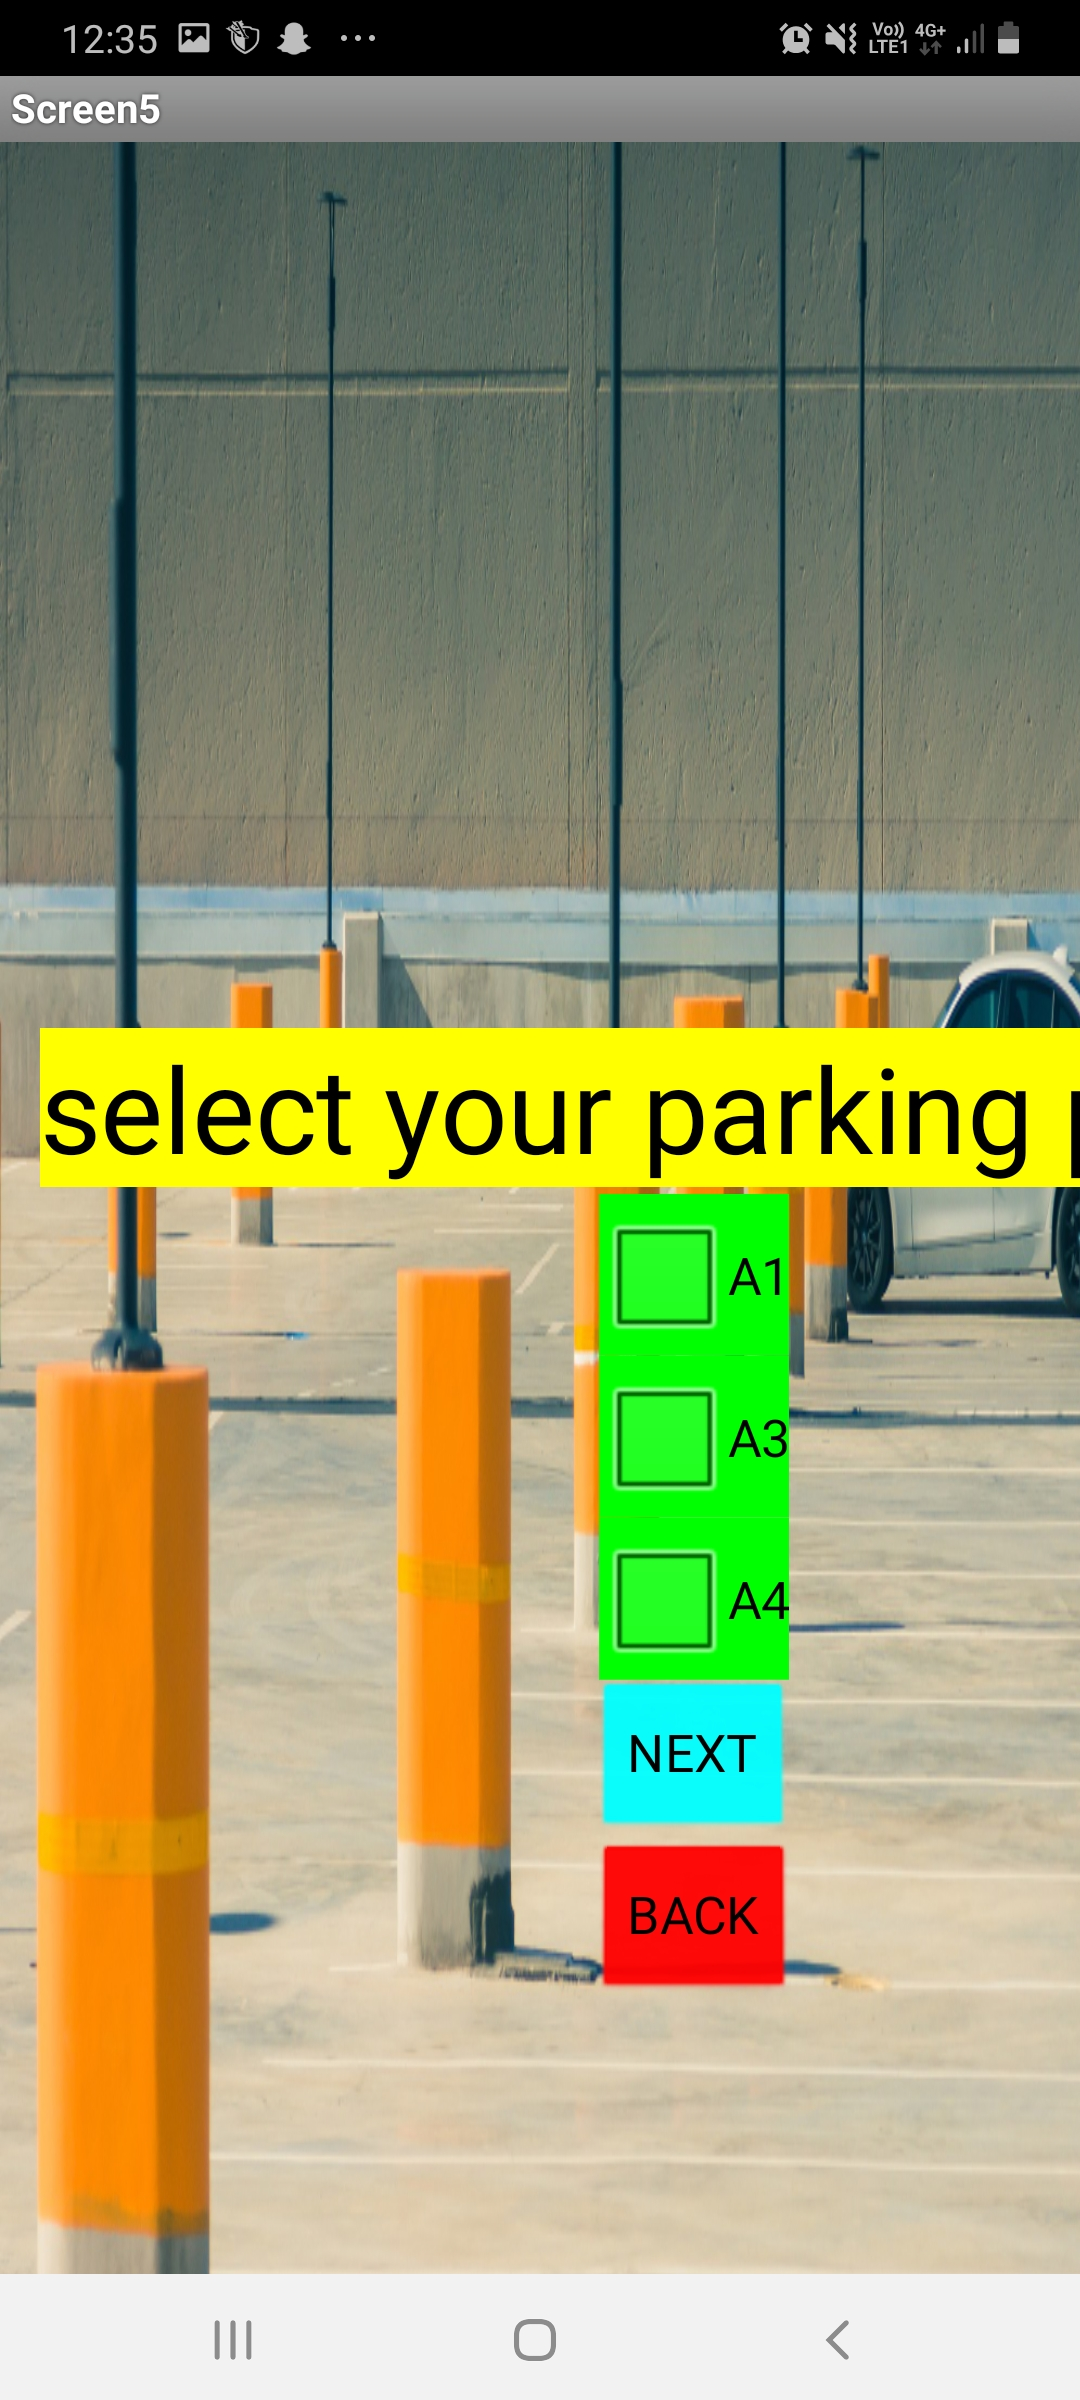 12:35
Vo)) LTE1 4G+
Screen5
select your parking
A1
A3
A4
NEXT
BACK